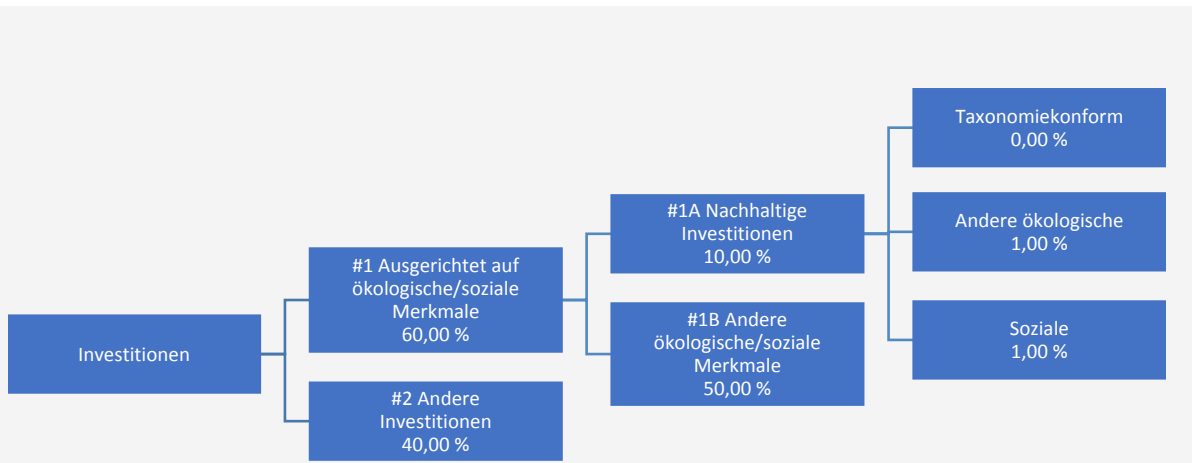 Investitionen
#1 Ausgerichtet auf
ökologische/soziale
Merkmale
60,00 %
#2 Andere
Investitionen
40,00 %
#1A Nachhaltige
Investitionen
10,00 %
#1B Andere
ökologische/soziale
Merkmale
50,00 %
Taxonomiekonform
0,00 %
Andere ökologische
1,00 %
Soziale
1,00 %